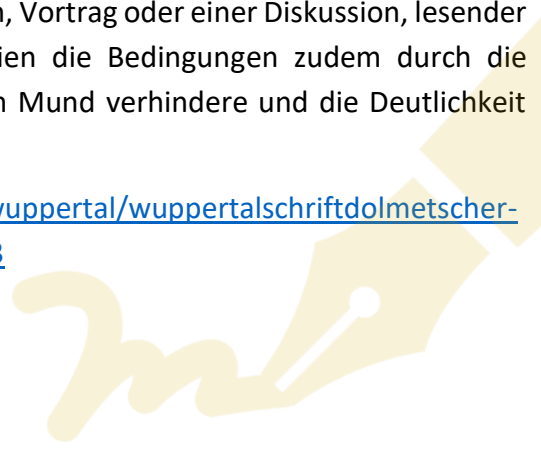 , Vortrag oder einer Diskussion, lesender
ien die Bedingungen zudem durch die
Mund verhindere und die Deutlichkeit
wuppertal/wuppertalschriftdolmetscher-